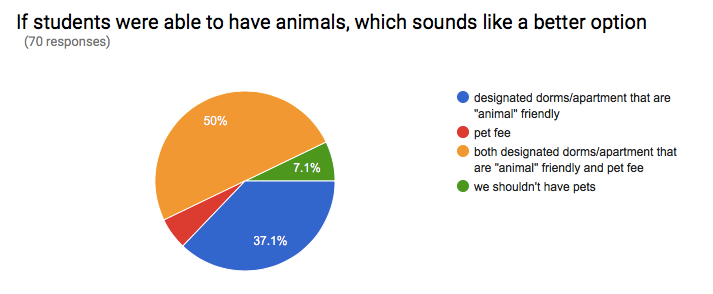 If students were able to have animals, which sounds like a better option
(70 responses)
50%
7.1%
37.1%
designated dorms/apartment that are
"animal" friendly
pet fee
both designated dorms/apartment that
are "animal" friendly and pet fee
we shouldn't have pets